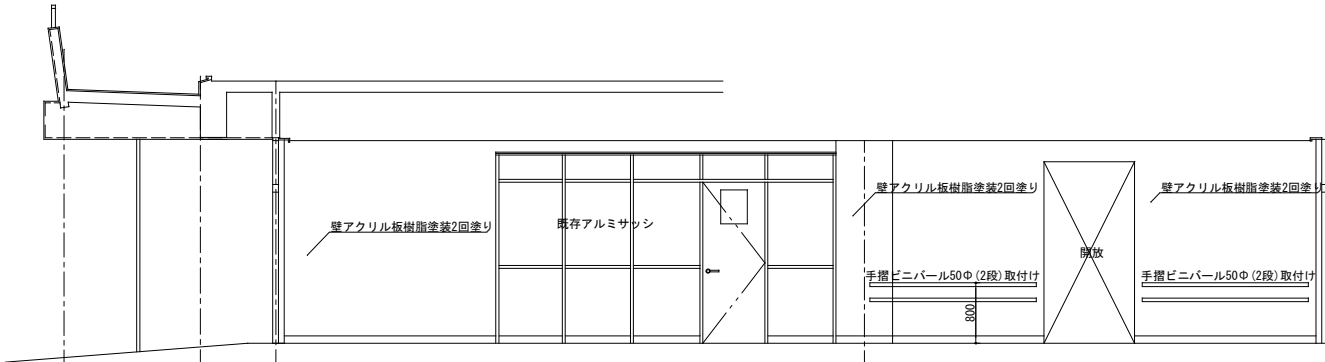 壁アクリル板樹脂塗装2回塗り
既存アルミサッシ
壁アクリル板樹脂塗装2回塗り
手摺ビニバール50Φ(2段)取付け
800
開放
壁アクリル板樹脂塗装2回塗り
手摺ビニバール50Φ(2段)取付け